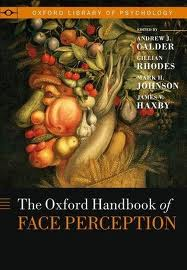 OXFORD LIBRARY OF PSYCHOLOGY
EDITED BY
ANDREW J.
CALDER
GILLIAN
RHODES
MARK H.
JOHNSON
JAMES V.
HAXBY
The Oxford Handbook of
FACE PERCEPTION